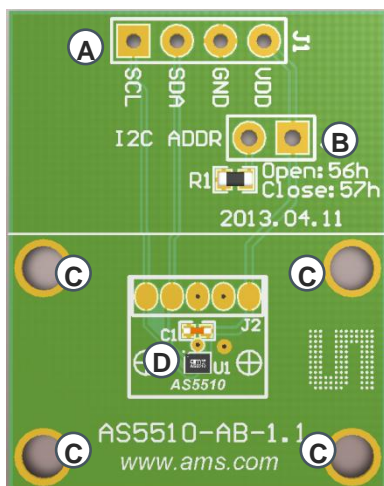 A
J1
SCL SDA GND VDD
I2C ADDR
B
R1
Open:56h
Close:57h
2013.04.11
C
C
J2
C1
D
U1
AS5510
C
C
AS5510-AB-1.1
www.ams.com